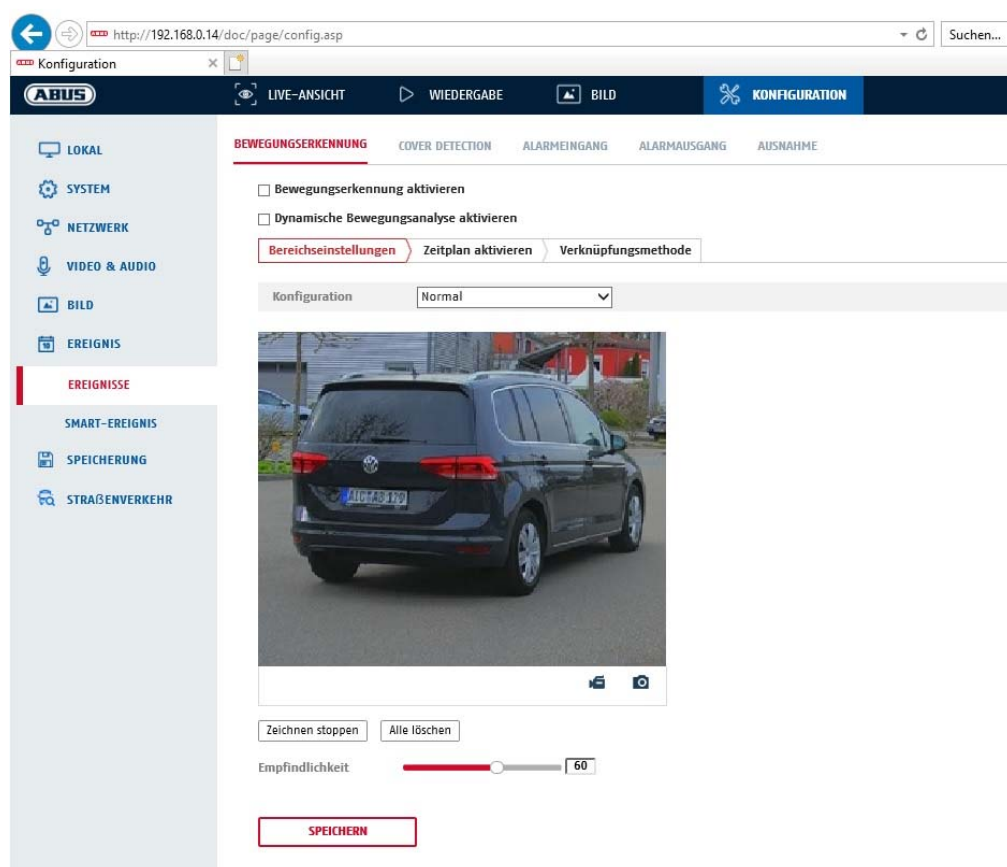 http://192.168.0.14/doc/page/config.asp
Suchen...
Konfiguration
ABUS
LIVE-ANSICHT
WIEDERGABE
BILD
KONFIGURATION
LOKAL
SYSTEM
NETZWERK
VIDEO & AUDIO
BILD
EREIGNIS
EREIGNISSE
SMART-EREIGNIS
SPEICHERUNG
STRAßENVERKEHR
BEWEGUNGSERKENNUNG
COVER DETECTION
ALARMEINGANG
ALARMAUSGANG
AUSNAHME
Bewegungserkennung aktivieren
Dynamische Bewegungsanalyse aktivieren
Bereichseinstellungen
Zeitplan aktivieren
Verknüpfungsmethode
Konfiguration
Normal
Zeichnen stoppen
Alle löschen
Empfindlichkeit
60
SPEICHERN